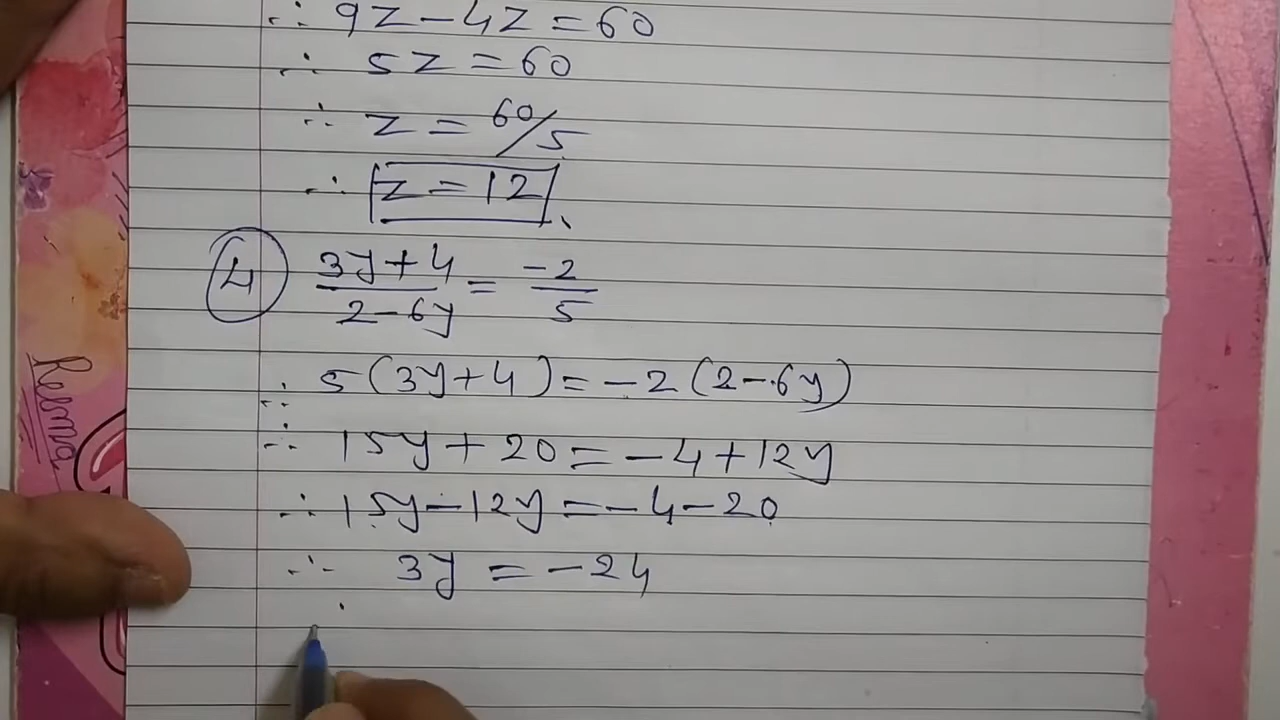 ∴ 9z - 4z = 60
∴ 5z = 60
∴ z = 60/5
∴ z = 12
4 3y+4/2-6y = -2/5
∴ 5(3y+4) = -2(2-6y)
∴ 15y + 20 = -4 + 12y
∴ 15y - 12y = -4 - 20
∴ 3y = -24
Resma